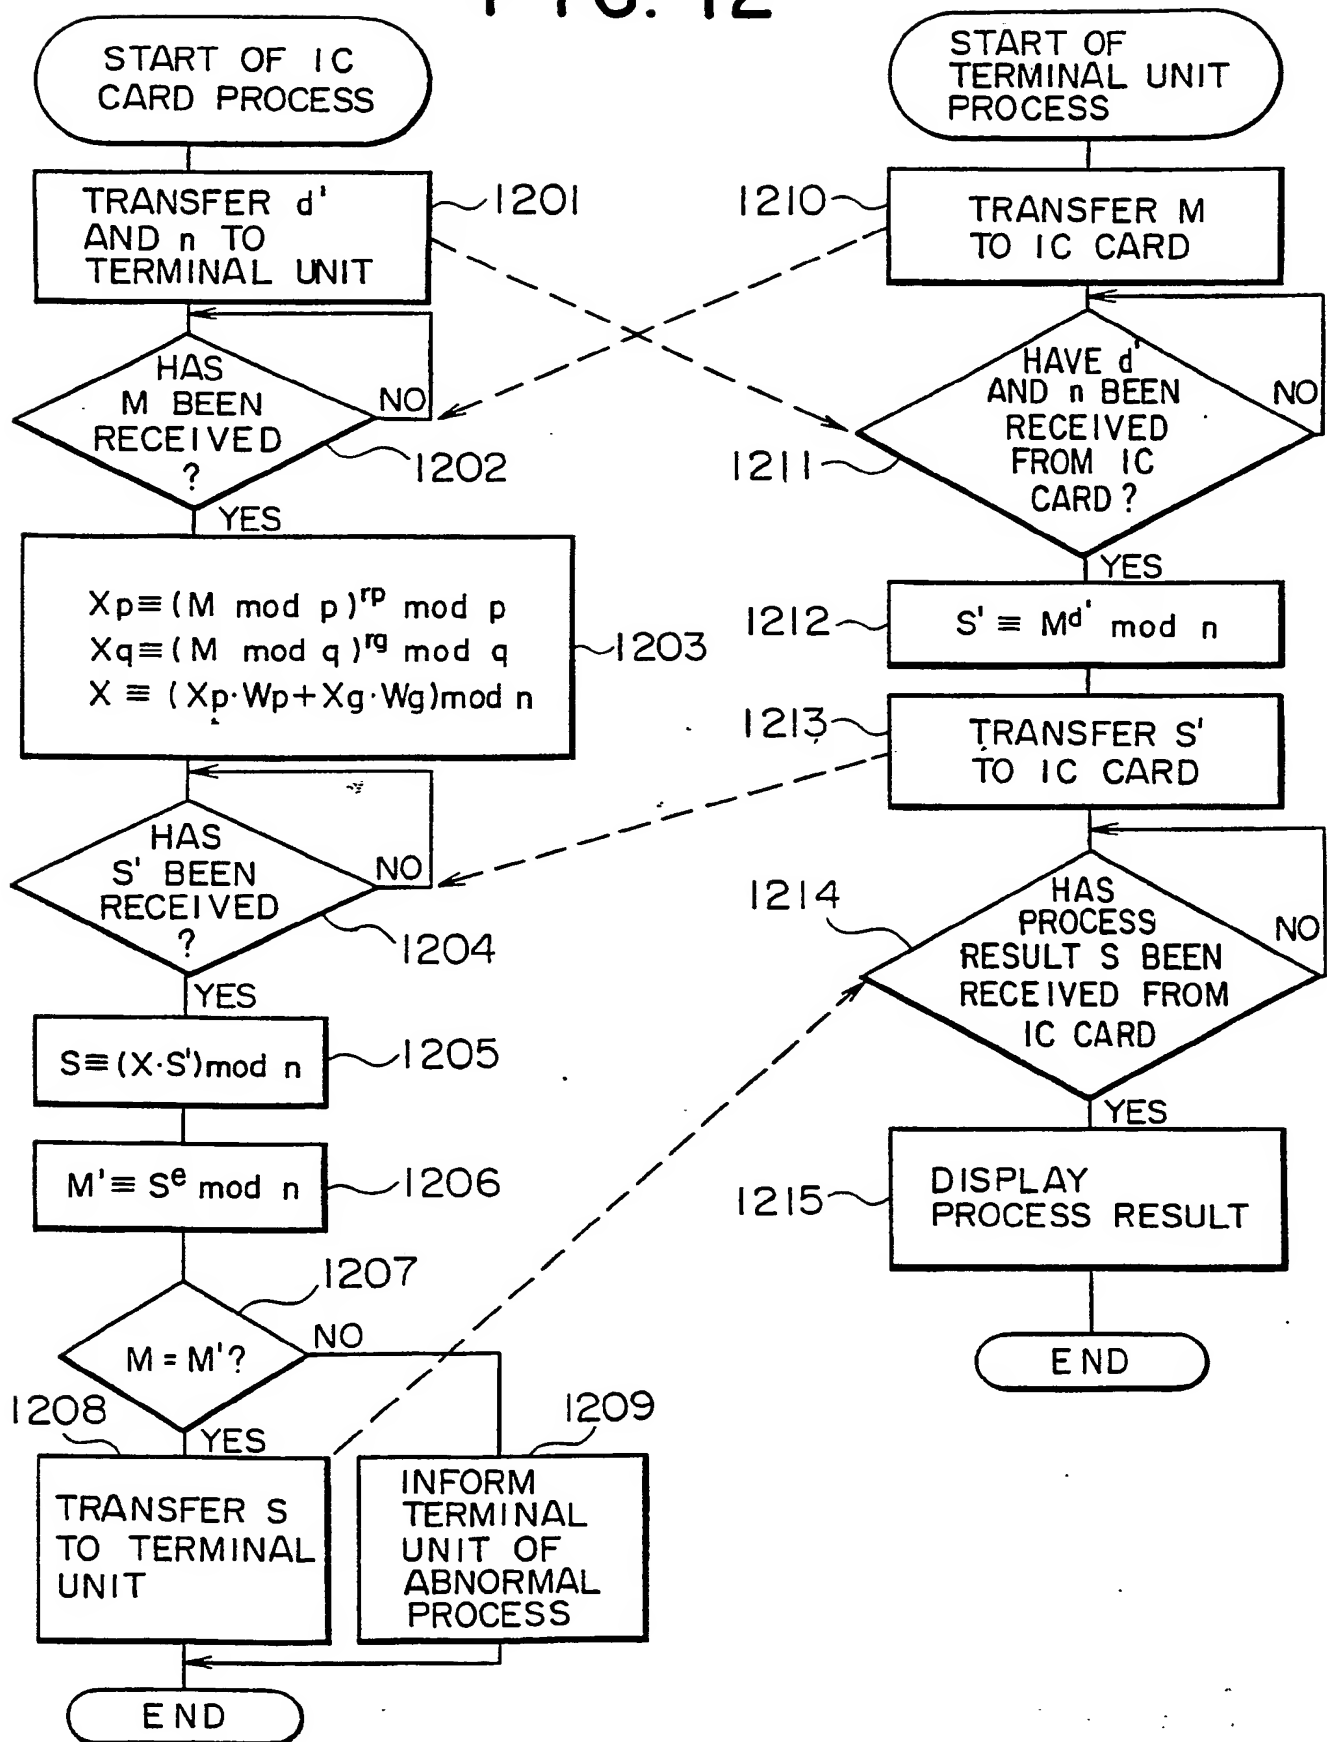 FIG. 12
START OF IC
CARD PROCESS
TRANSFER d'
AND n TO
TERMINAL UNIT
1201
HAS
M BEEN
RECEIVED
?
NO
1202
YES
Xp≡(M mod p)^rp mod p
Xq≡(M mod q)^rg mod q
X ≡ (Xp·Wp+Xg·Wg)mod n
1203
HAS
S' BEEN
RECEIVED
?
NO
1204
YES
S≡(X·S')mod n
1205
M'≡ S^e mod n
1206
1207
M = M'?
NO
1208
YES
TRANSFER S
TO TERMINAL
UNIT
1209
INFORM
TERMINAL
UNIT OF
ABNORMAL
PROCESS
END
START OF
TERMINAL UNIT
PROCESS
1210
TRANSFER M
TO IC CARD
HAVE d'
AND n BEEN
RECEIVED
FROM IC
CARD?
NO
1211
YES
1212
S' ≡ M^d' mod n
1213
TRANSFER S'
TO IC CARD
1214
HAS
PROCESS
RESULT S BEEN
RECEIVED FROM
IC CARD
NO
YES
1215
DISPLAY
PROCESS RESULT
END